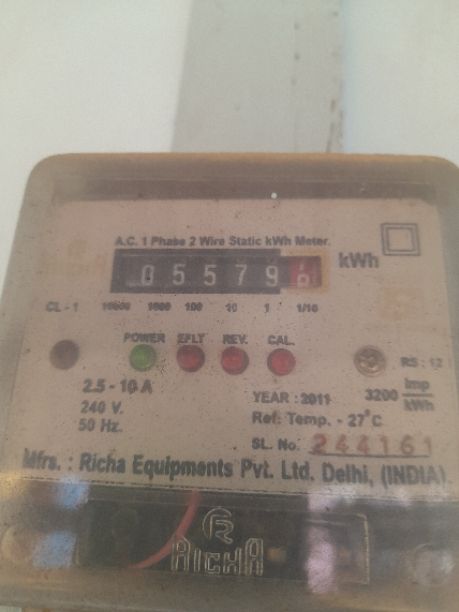 A.C. 1 Phase 2 Wire Static kWh Meter.
05579 kWh
CL - 1 10000 1000 100 10 1 1/10
POWER EFLT REV. CAL.
2.5 - 10 A
240 V.
50 Hz.
YEAR : 2011
3200 Imp/kWh
Ref. Temp. - 27°C
SL. No. 244161
Mfrs. : Richa Equipments Pvt. Ltd. Delhi, (INDIA)
RICHA